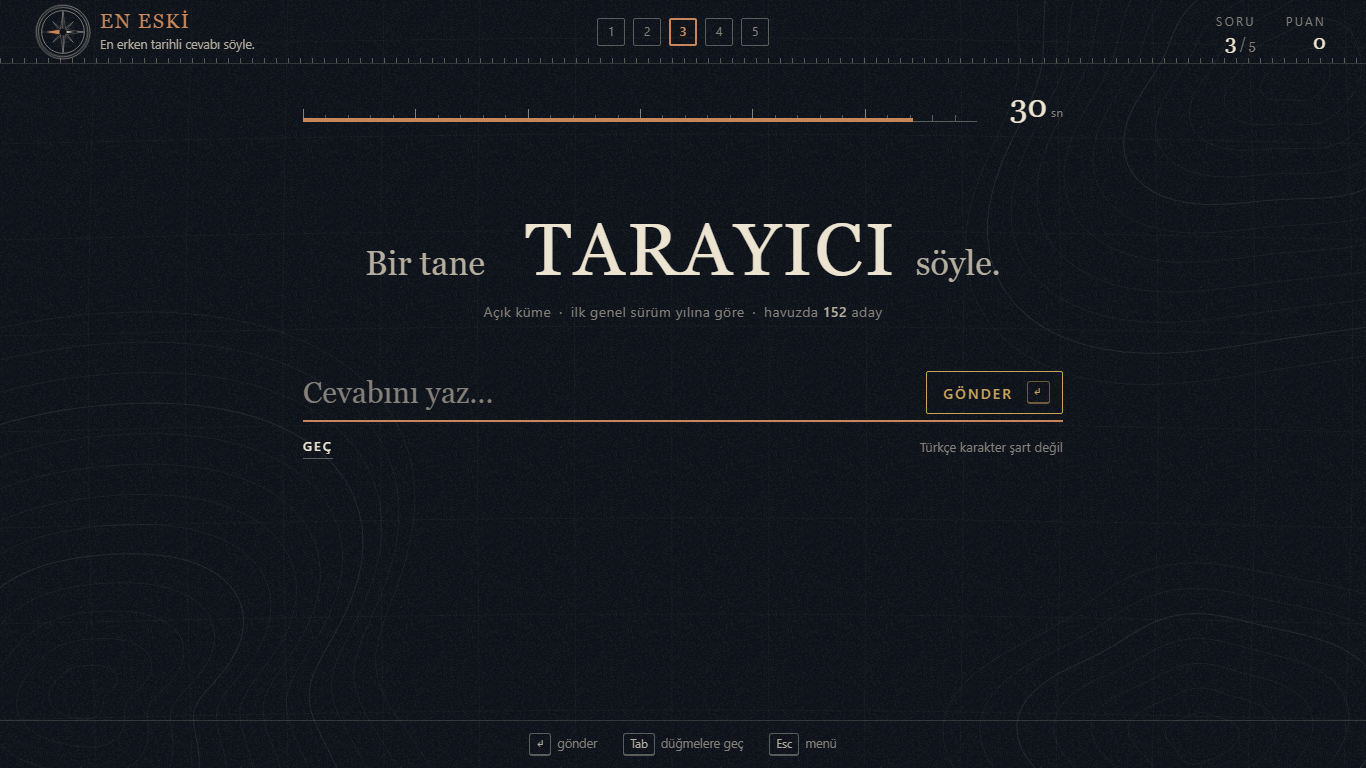 EN ESKİ
En erken tarihli cevabı söyle.
1 2 3 4 5
SORU PUAN
3 / 5 0
30 sn
Bir tane TARAYICI söyle.
Açık küme · ilk genel sürüm yılına göre · havuzda 152 aday
Cevabını yaz...
GÖNDER ↵
GEÇ
Türkçe karakter şart değil
↵ gönder Tab düğmelere geç Esc menü